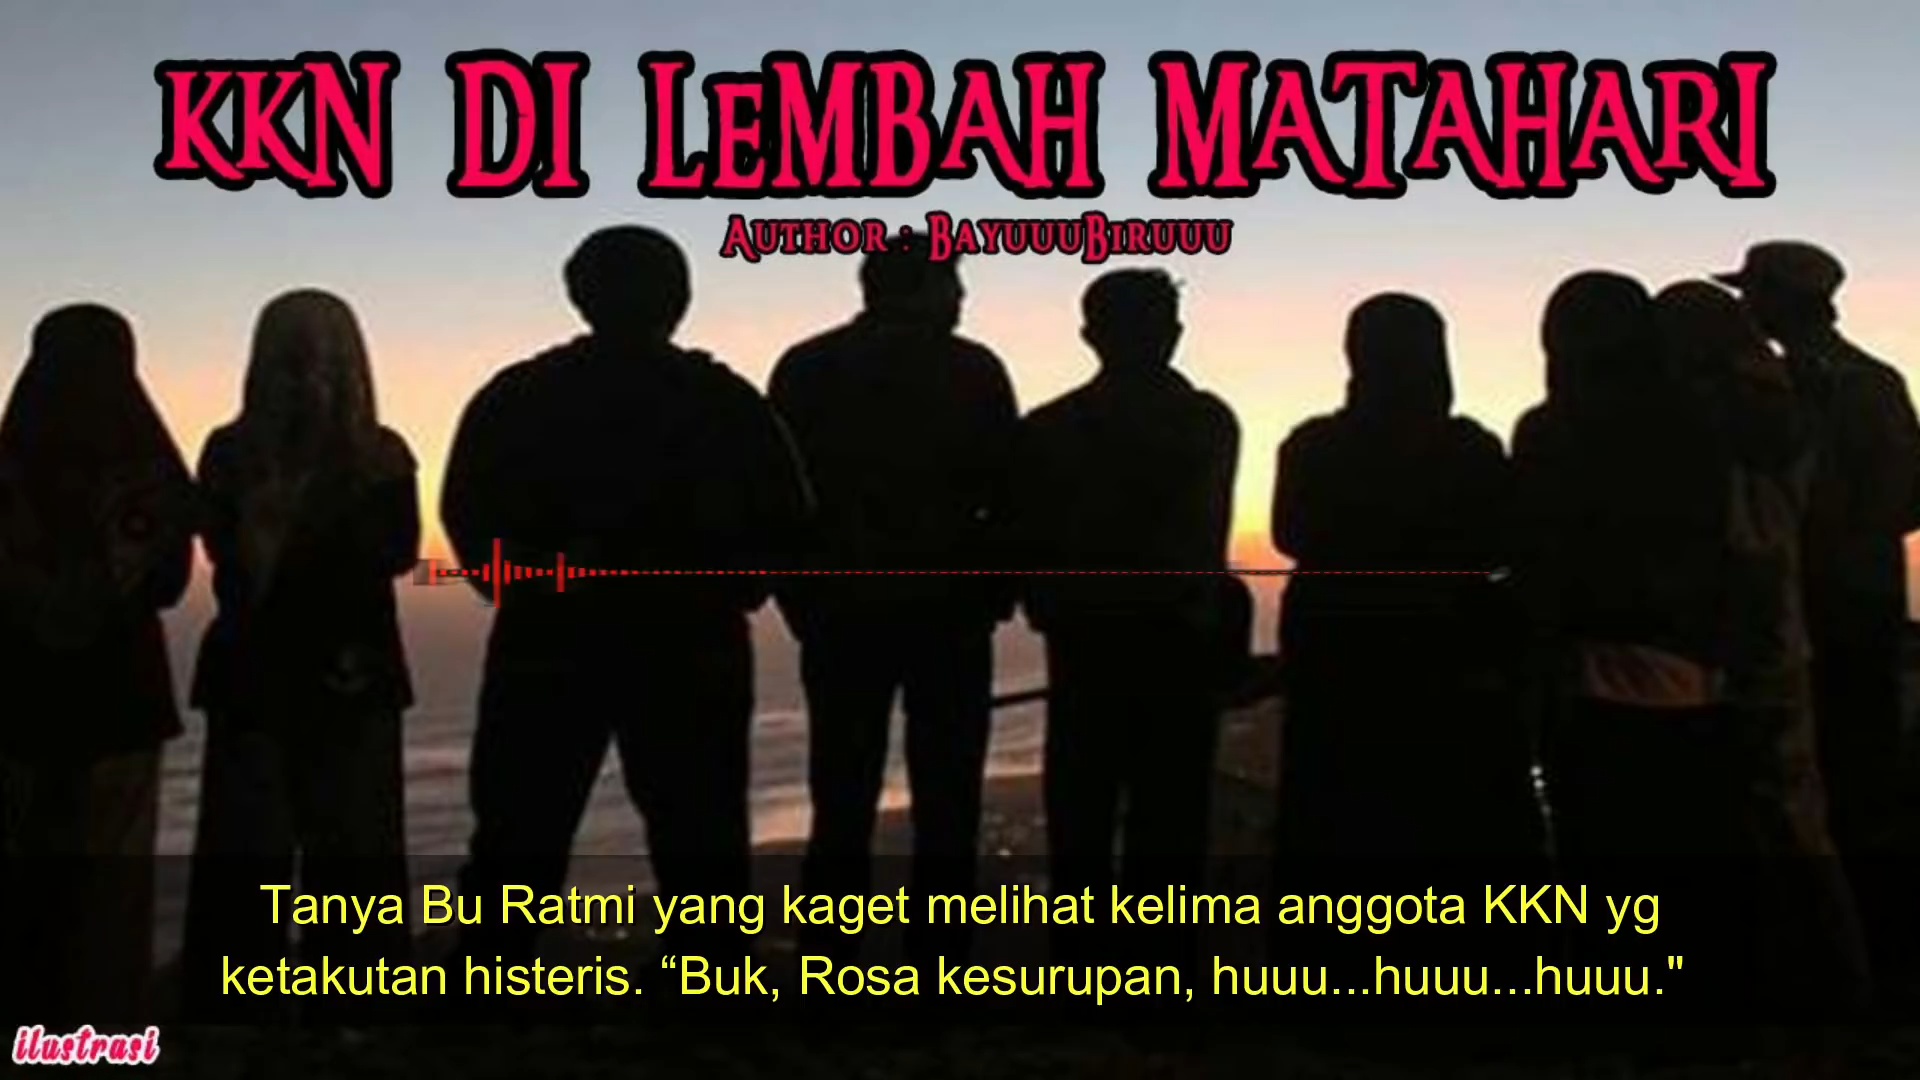 KKN DI LeMBAH MATAHARI
AUTHOR : BAYUUUBIRUUU
Tanya Bu Ratmi yang kaget melihat kelima anggota KKN yg
ketakutan histeris. “Buk, Rosa kesurupan, huuu...huuu...huuu."
ilustrasi